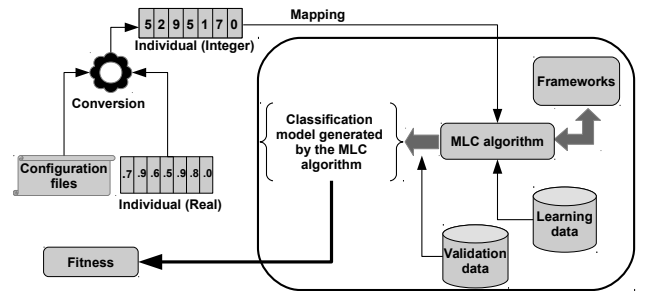 5 2 9 5 1 7 0
Mapping
Individual (Integer)
Conversion
Frameworks
Classification
model generated
by the MLC
algorithm
MLC algorithm
Configuration
files
.7 .9 .6 .5 .9 .8 .0
Individual (Real)
Learning
data
Validation
data
Fitness